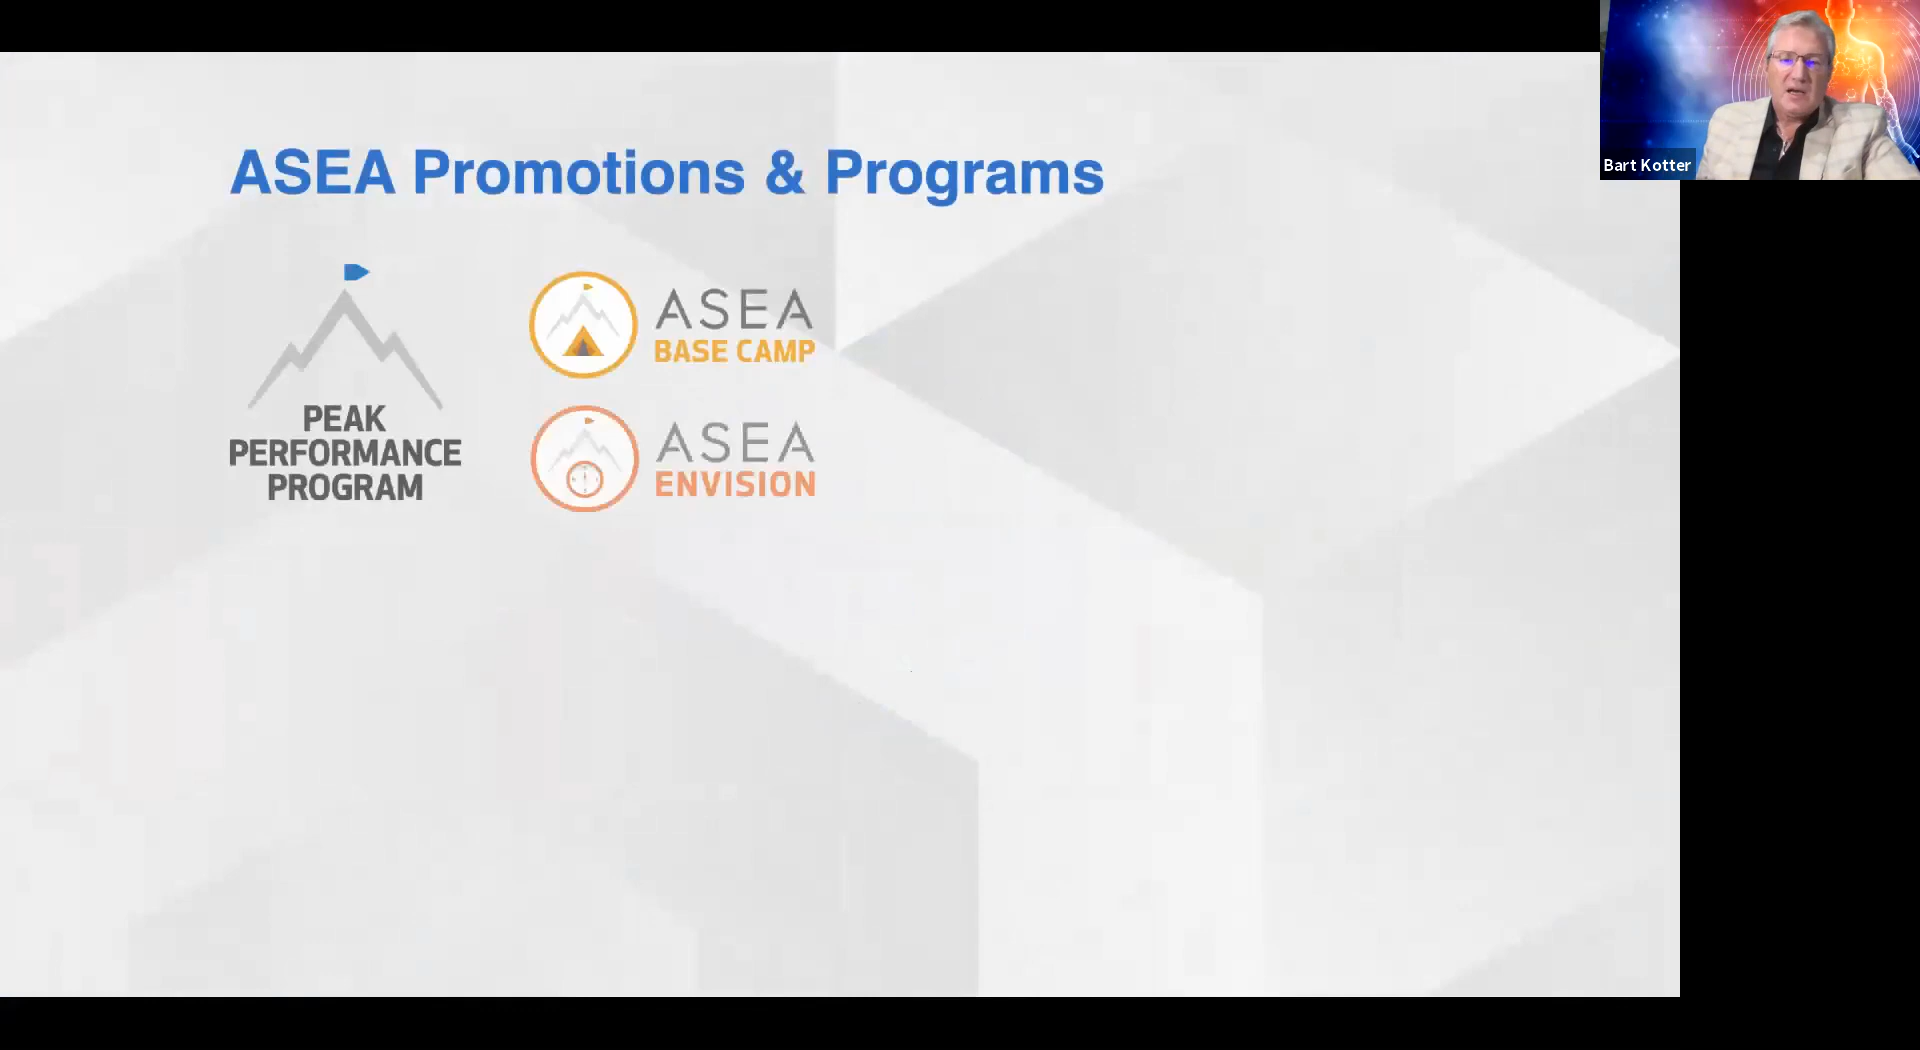 Bart Kotter
ASEA Promotions & Programs
PEAK
PERFORMANCE
PROGRAM
ASEA
BASE CAMP
ASEA
ENVISION